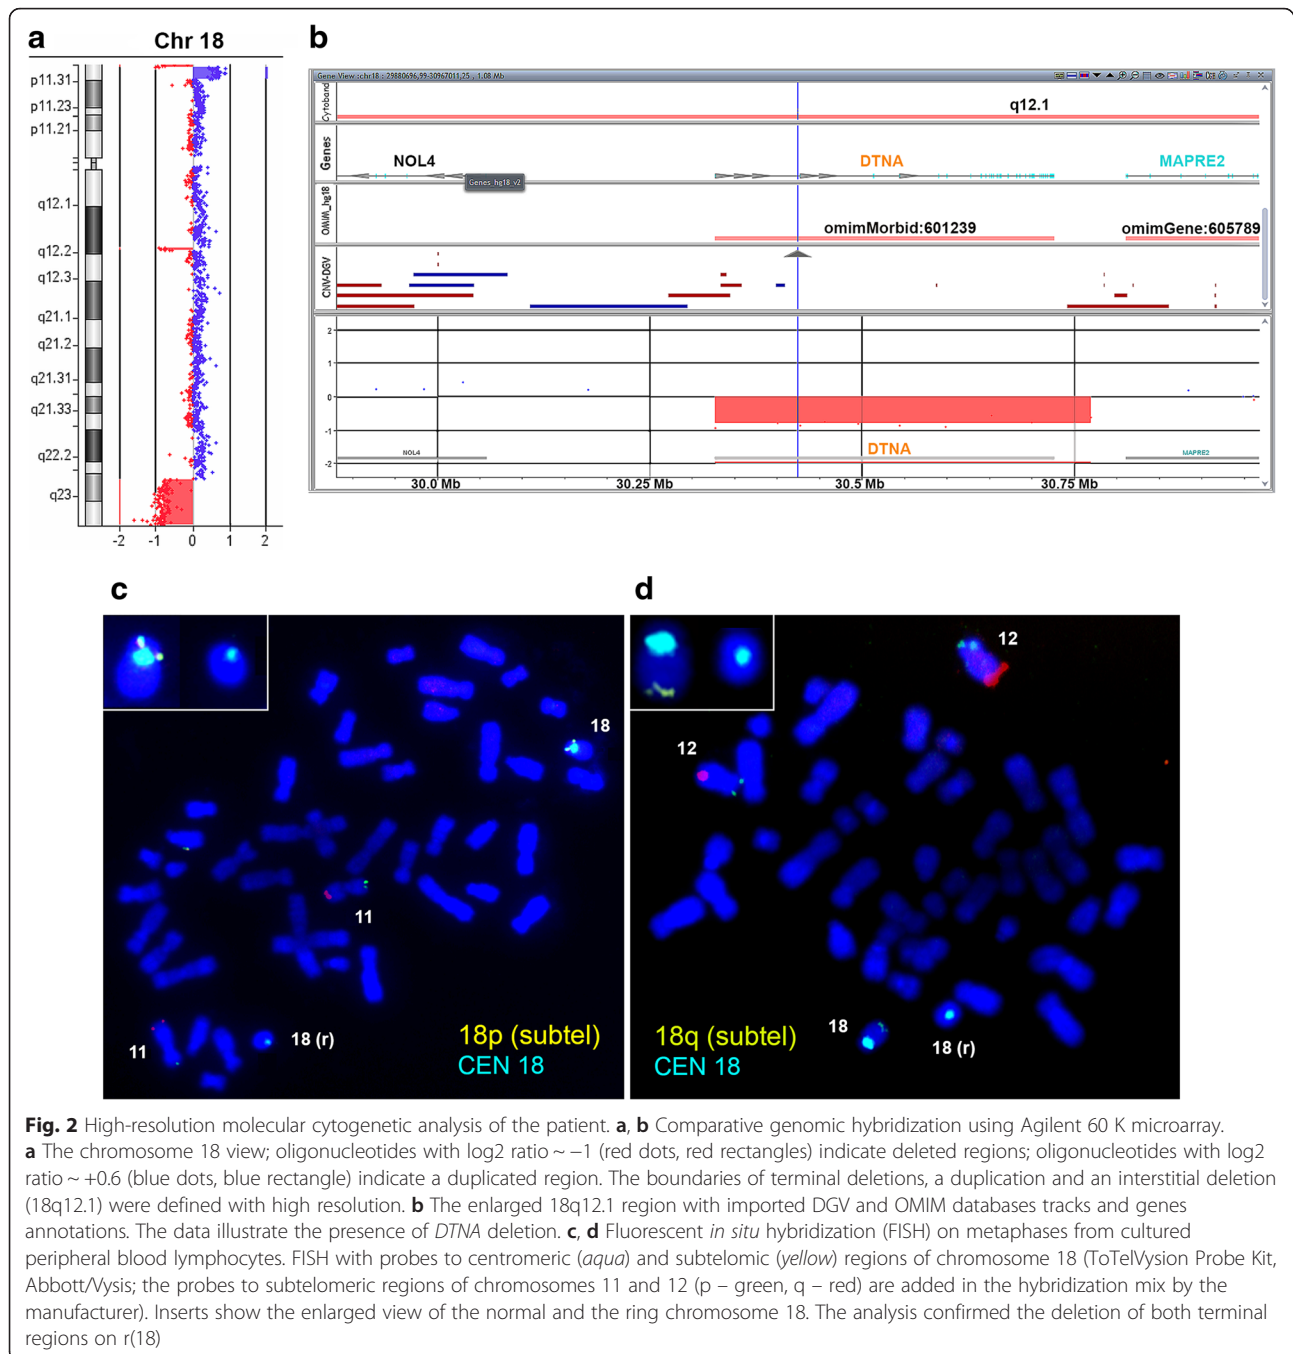 a
Chr 18
p11.31
p11.23
p11.21
q12.1
q12.2
q12.3
q21.1
q21.2
q21.31
q21.33
q22.2
q23
-2 -1 0 1 2
b
Gene View : chr18 : 29880696,99-30967011,25 , 1.08 Mb
Cytoband
q12.1
Genes
NOL4 DTNA MAPRE2
Genes_hg18_v2
OMIM_hg18
omimMorbid:601239 omimGene:605789
CNV-DGV
2
1
0
-1
-2
NOL4 DTNA MAPRE2
30.0 Mb 30.25 Mb 30.5 Mb 30.75 Mb
c
18
11
11
18 (r)
18p (subtel)
CEN 18
d
12
12
18
18 (r)
18q (subtel)
CEN 18
Fig. 2 High-resolution molecular cytogenetic analysis of the patient. a, b Comparative genomic hybridization using Agilent 60 K microarray.
a The chromosome 18 view; oligonucleotides with log2 ratio ~ −1 (red dots, red rectangles) indicate deleted regions; oligonucleotides with log2
ratio ~ +0.6 (blue dots, blue rectangle) indicate a duplicated region. The boundaries of terminal deletions, a duplication and an interstitial deletion
(18q12.1) were defined with high resolution. b The enlarged 18q12.1 region with imported DGV and OMIM databases tracks and genes
annotations. The data illustrate the presence of DTNA deletion. c, d Fluorescent in situ hybridization (FISH) on metaphases from cultured
peripheral blood lymphocytes. FISH with probes to centromeric (aqua) and subtelomic (yellow) regions of chromosome 18 (ToTelVysion Probe Kit,
Abbott/Vysis; the probes to subtelomeric regions of chromosomes 11 and 12 (p – green, q – red) are added in the hybridization mix by the
manufacturer). Inserts show the enlarged view of the normal and the ring chromosome 18. The analysis confirmed the deletion of both terminal
regions on r(18)